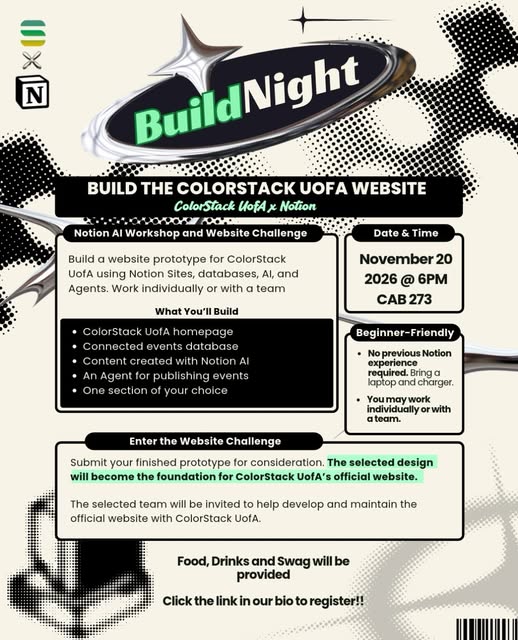 N
BuildNight
BUILD THE COLORSTACK UOFA WEBSITE
ColorStack UofA x Notion
Notion AI Workshop and Website Challenge
Build a website prototype for ColorStack
UofA using Notion Sites, databases, AI, and
Agents. Work individually or with a team
What You'll Build
• ColorStack UofA homepage
• Connected events database
• Content created with Notion AI
• An Agent for publishing events
• One section of your choice
Date & Time
November 20
2026 @ 6PM
CAB 273
Beginner-Friendly
• No previous Notion
experience
required. Bring a
laptop and charger.
• You may work
individually or with
a team.
Enter the Website Challenge
Submit your finished prototype for consideration. The selected design
will become the foundation for ColorStack UofA's official website.
The selected team will be invited to help develop and maintain the
official website with ColorStack UofA.
Food, Drinks and Swag will be
provided
Click the link in our bio to register!!